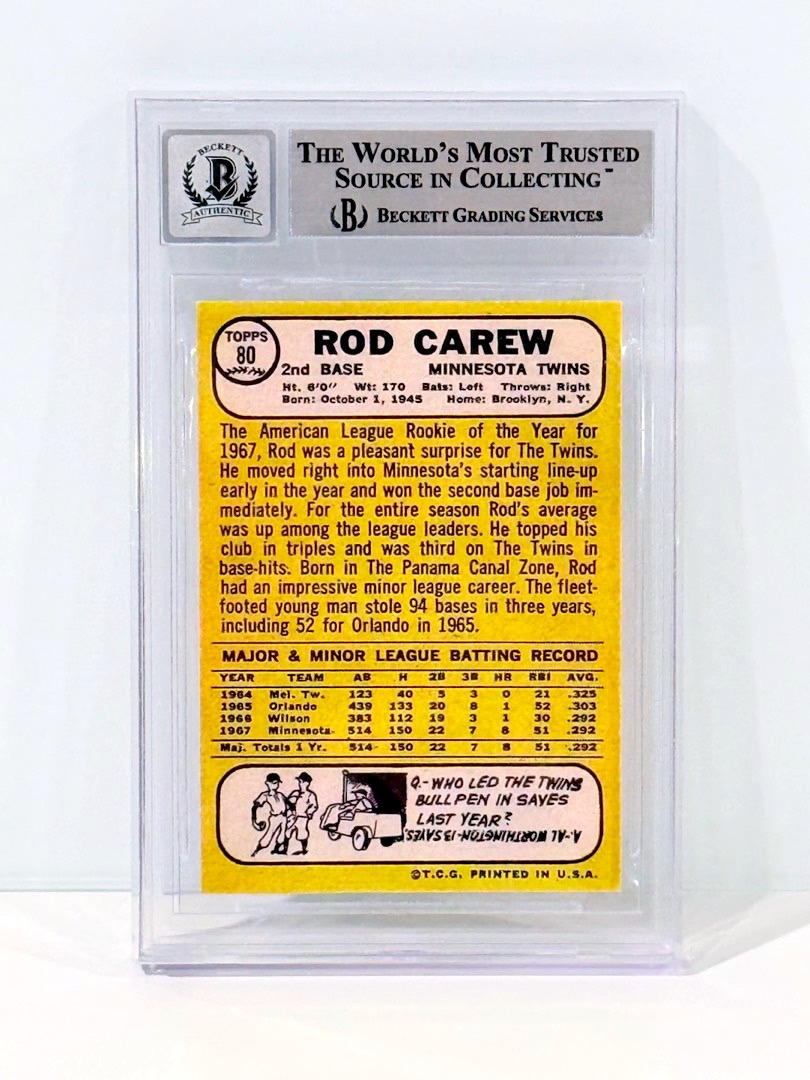 BECKETT
B
AUTHENTIC
THE WORLD'S MOST TRUSTED
SOURCE IN COLLECTING™
(B) BECKETT GRADING SERVICES
TOPPS
80
ROD CAREW
2nd BASE MINNESOTA TWINS
Ht. 6'0" Wt: 170 Bats: Left Throws: Right
Born: October 1, 1945 Home: Brooklyn, N. Y.
The American League Rookie of the Year for
1967, Rod was a pleasant surprise for The Twins.
He moved right into Minnesota's starting line-up
early in the year and won the second base job im-
mediately. For the entire season Rod's average
was up among the league leaders. He topped his
club in triples and was third on The Twins in
base-hits. Born in The Panama Canal Zone, Rod
had an impressive minor league career. The fleet-
footed young man stole 94 bases in three years,
including 52 for Orlando in 1965.
MAJOR & MINOR LEAGUE BATTING RECORD
YEAR TEAM AB H 2B 3B HR RBI AVG.
1964 Mel. Tw. 123 40 5 3 0 21 .325
1965 Orlando 439 133 20 8 1 52 .303
1966 Wilson 383 112 19 3 1 30 .292
1967 Minnesota 514 150 22 7 8 51 .292
Maj. Totals 1 Yr. 514 150 22 7 8 51 .292
Q.-WHO LED THE TWINS
BULLPEN IN SAVES
LAST YEAR?
A.-AL WORTHINGTON-13 SAVES.
©T.C.G. PRINTED IN U.S.A.